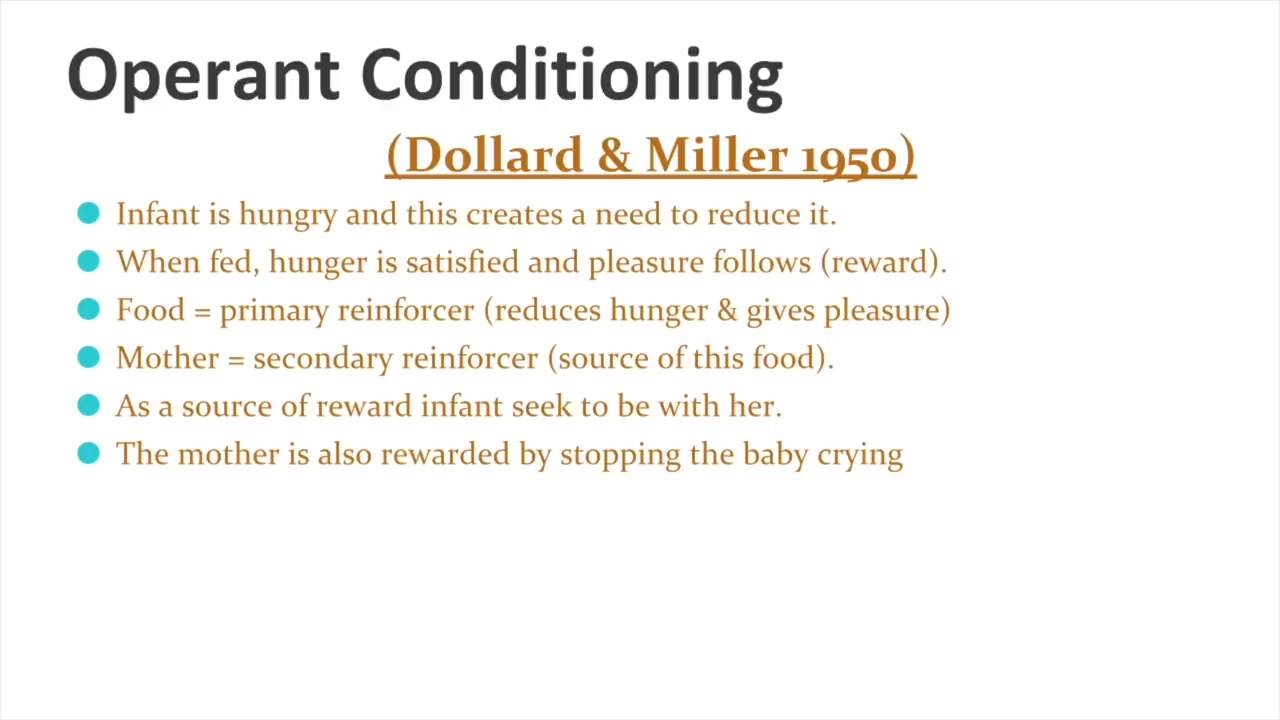 Operant Conditioning
(Dollard & Miller 1950)
Infant is hungry and this creates a need to reduce it.
When fed, hunger is satisfied and pleasure follows (reward).
Food = primary reinforcer (reduces hunger & gives pleasure)
Mother = secondary reinforcer (source of this food).
As a source of reward infant seek to be with her.
The mother is also rewarded by stopping the baby crying